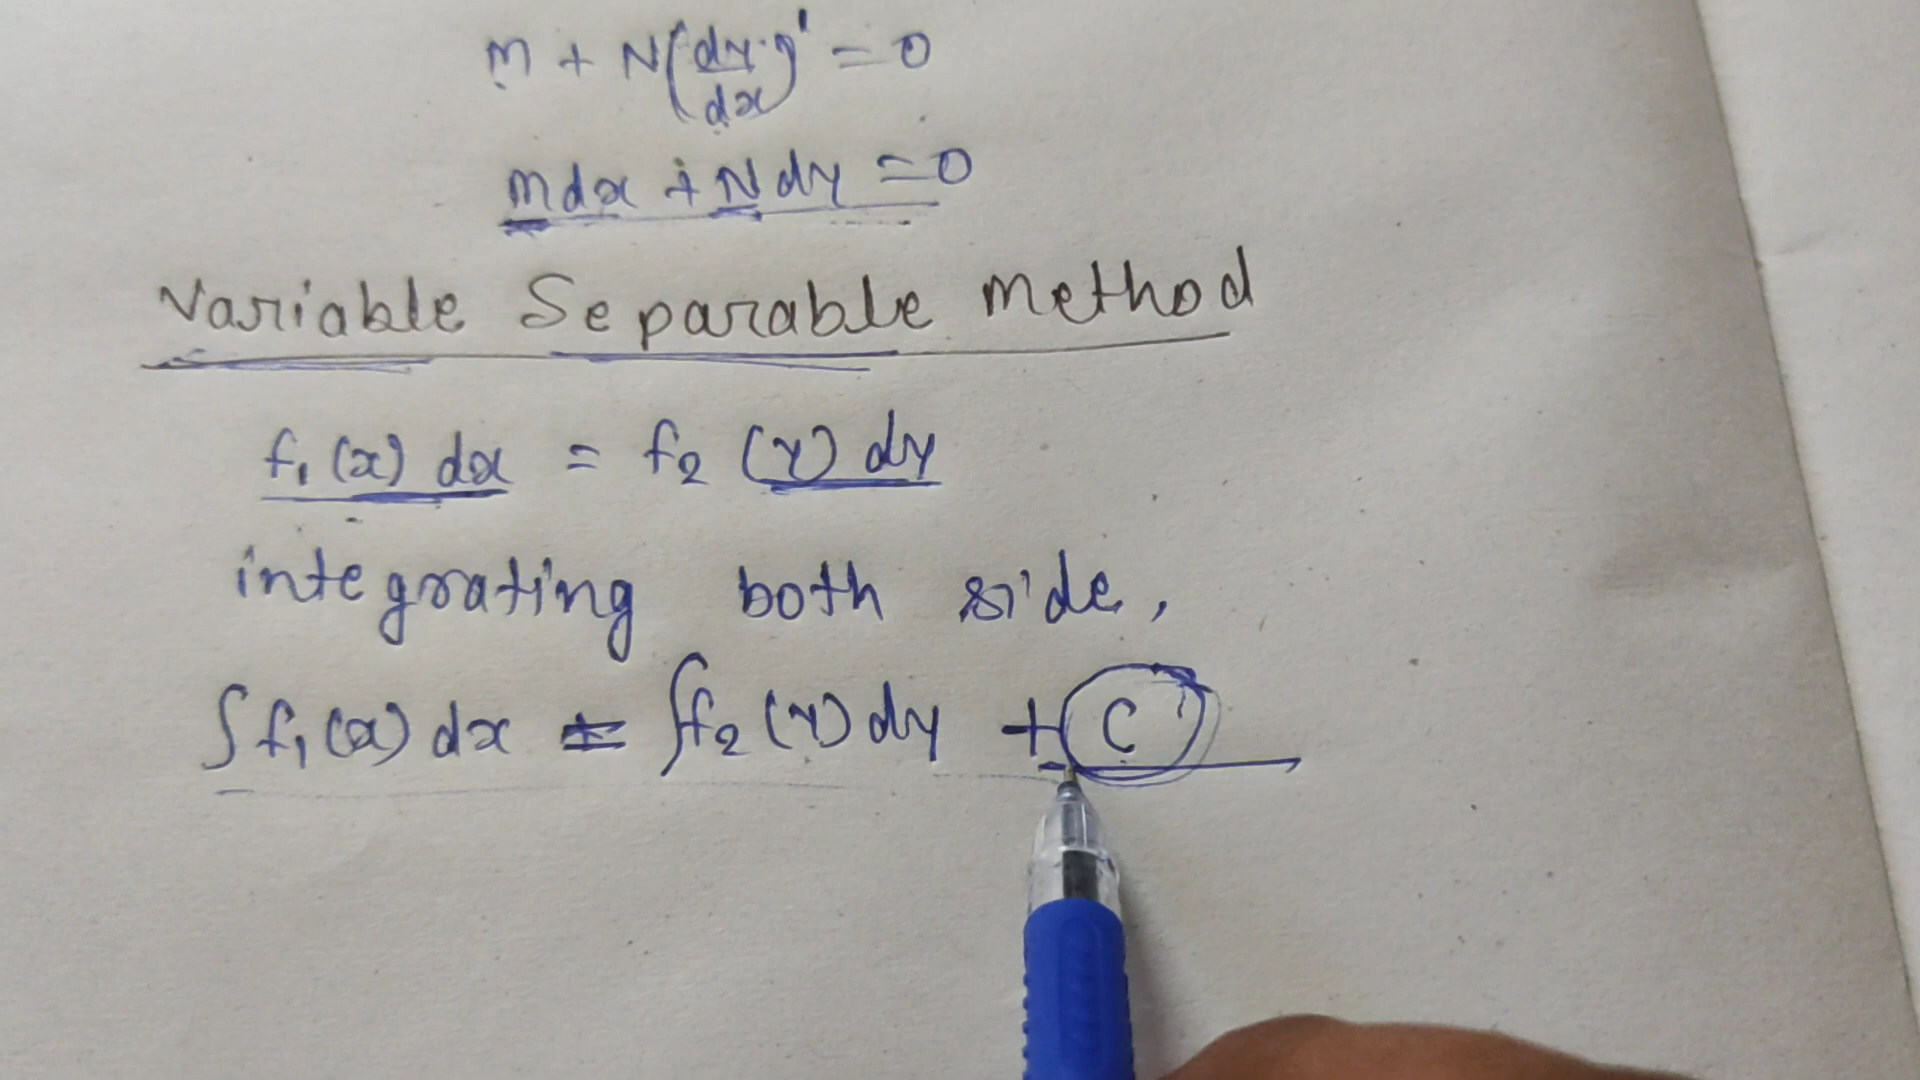 m + N(dy/dx)' = 0
mdx + Ndy = 0
Variable Separable Method
f₁(x) dx = f₂ (y) dy
integrating both side,
∫f₁(x) dx = ∫f₂ (y) dy + C